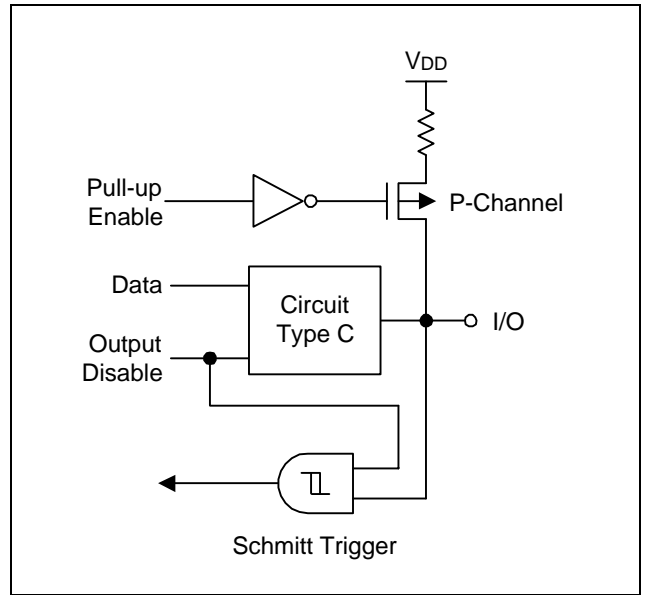 VDD
Pull-up
Enable
P-Channel
Data
Circuit
Type C
I/O
Output
Disable
Schmitt Trigger